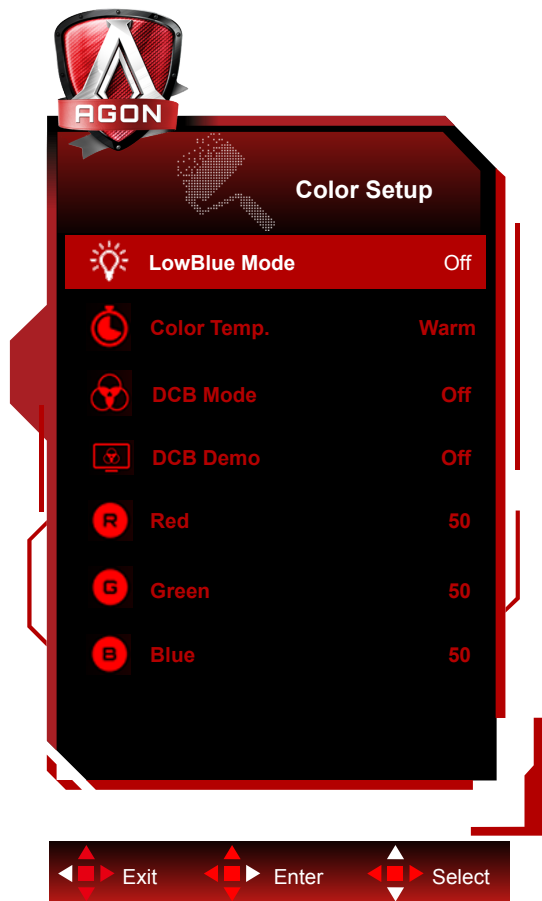 AGON
Color Setup
LowBlue Mode Off
Color Temp. Warm
DCB Mode Off
DCB Demo Off
R Red 50
G Green 50
B Blue 50
Exit Enter Select